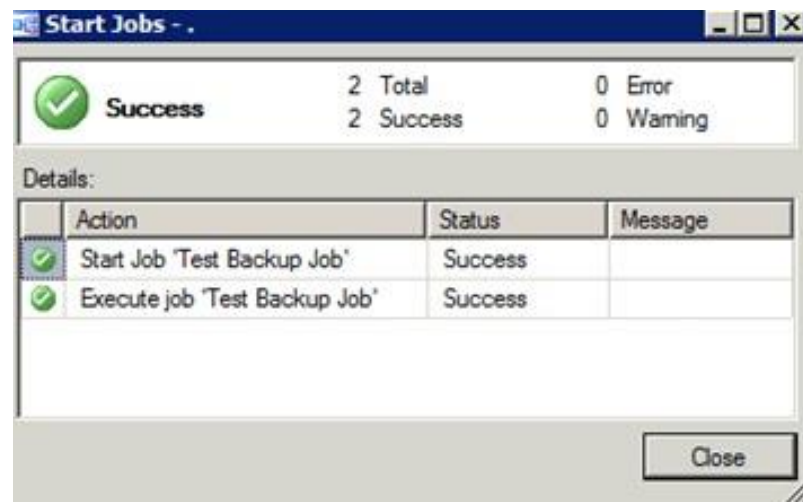 Start Jobs - .
Success
2 Total
0 Error
2 Success
0 Warning
Details:
Action Status Message
Start Job 'Test Backup Job' Success
Execute job 'Test Backup Job' Success
Close